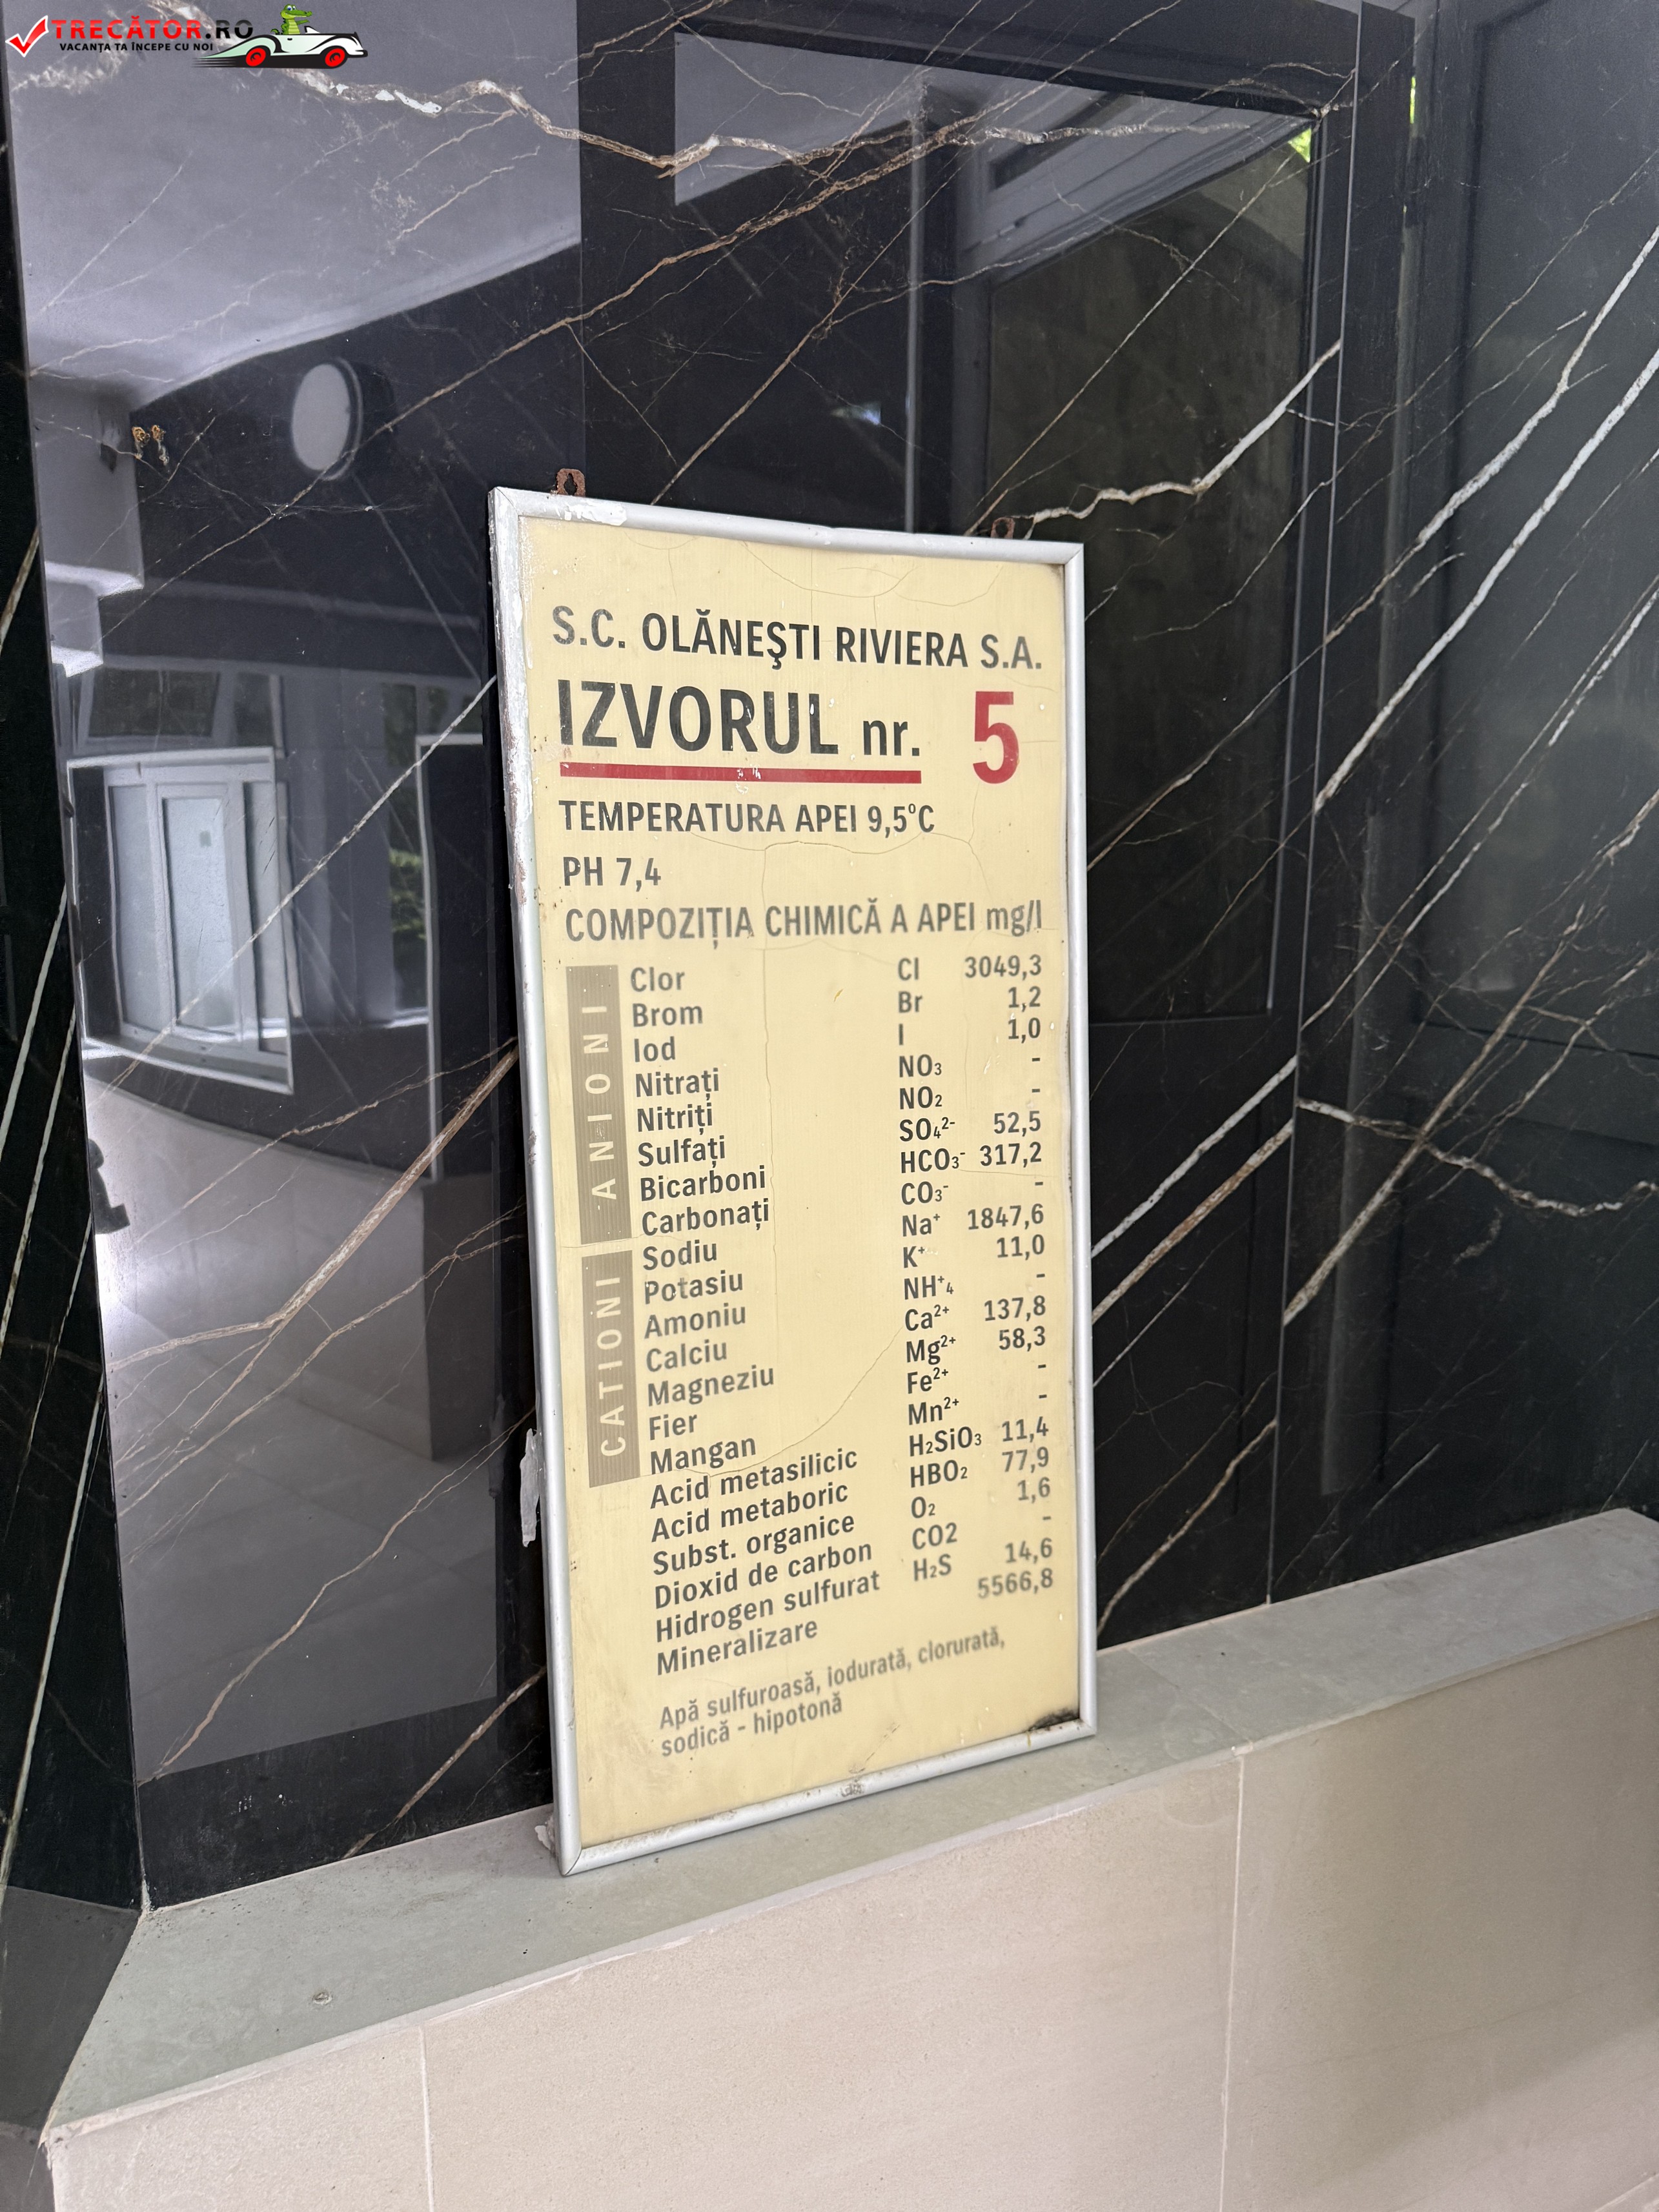 TRECĂTOR.RO
VACANȚA TA ÎNCEPE CU NOI
S.C. OLĂNEŞTI RIVIERA S.A.
IZVORUL nr. 5
TEMPERATURA APEI 9,5°C
PH 7,4
COMPOZIȚIA CHIMICĂ A APEI mg/l
ANIONI
Clor Cl 3049,3
Brom Br 1,2
Iod I 1,0
Nitrați NO₃ -
Nitriți NO₂ -
Sulfați SO₄²⁻ 52,5
Bicarboni HCO₃⁻ 317,2
Carbonați CO₃⁻ -
CATIONI
Sodiu Na⁺ 1847,6
Potasiu K⁺ 11,0
Amoniu NH⁺₄ -
Calciu Ca²⁺ 137,8
Magneziu Mg²⁺ 58,3
Fier Fe²⁺ -
Mangan Mn²⁺ -
Acid metasilicic H₂SiO₃ 11,4
Acid metaboric HBO₂ 77,9
Subst. organice O₂ 1,6
Dioxid de carbon CO2 -
Hidrogen sulfurat H₂S 14,6
Mineralizare 5566,8
Apă sulfuroasă, iodurată, clorurată,
sodică - hipotonă